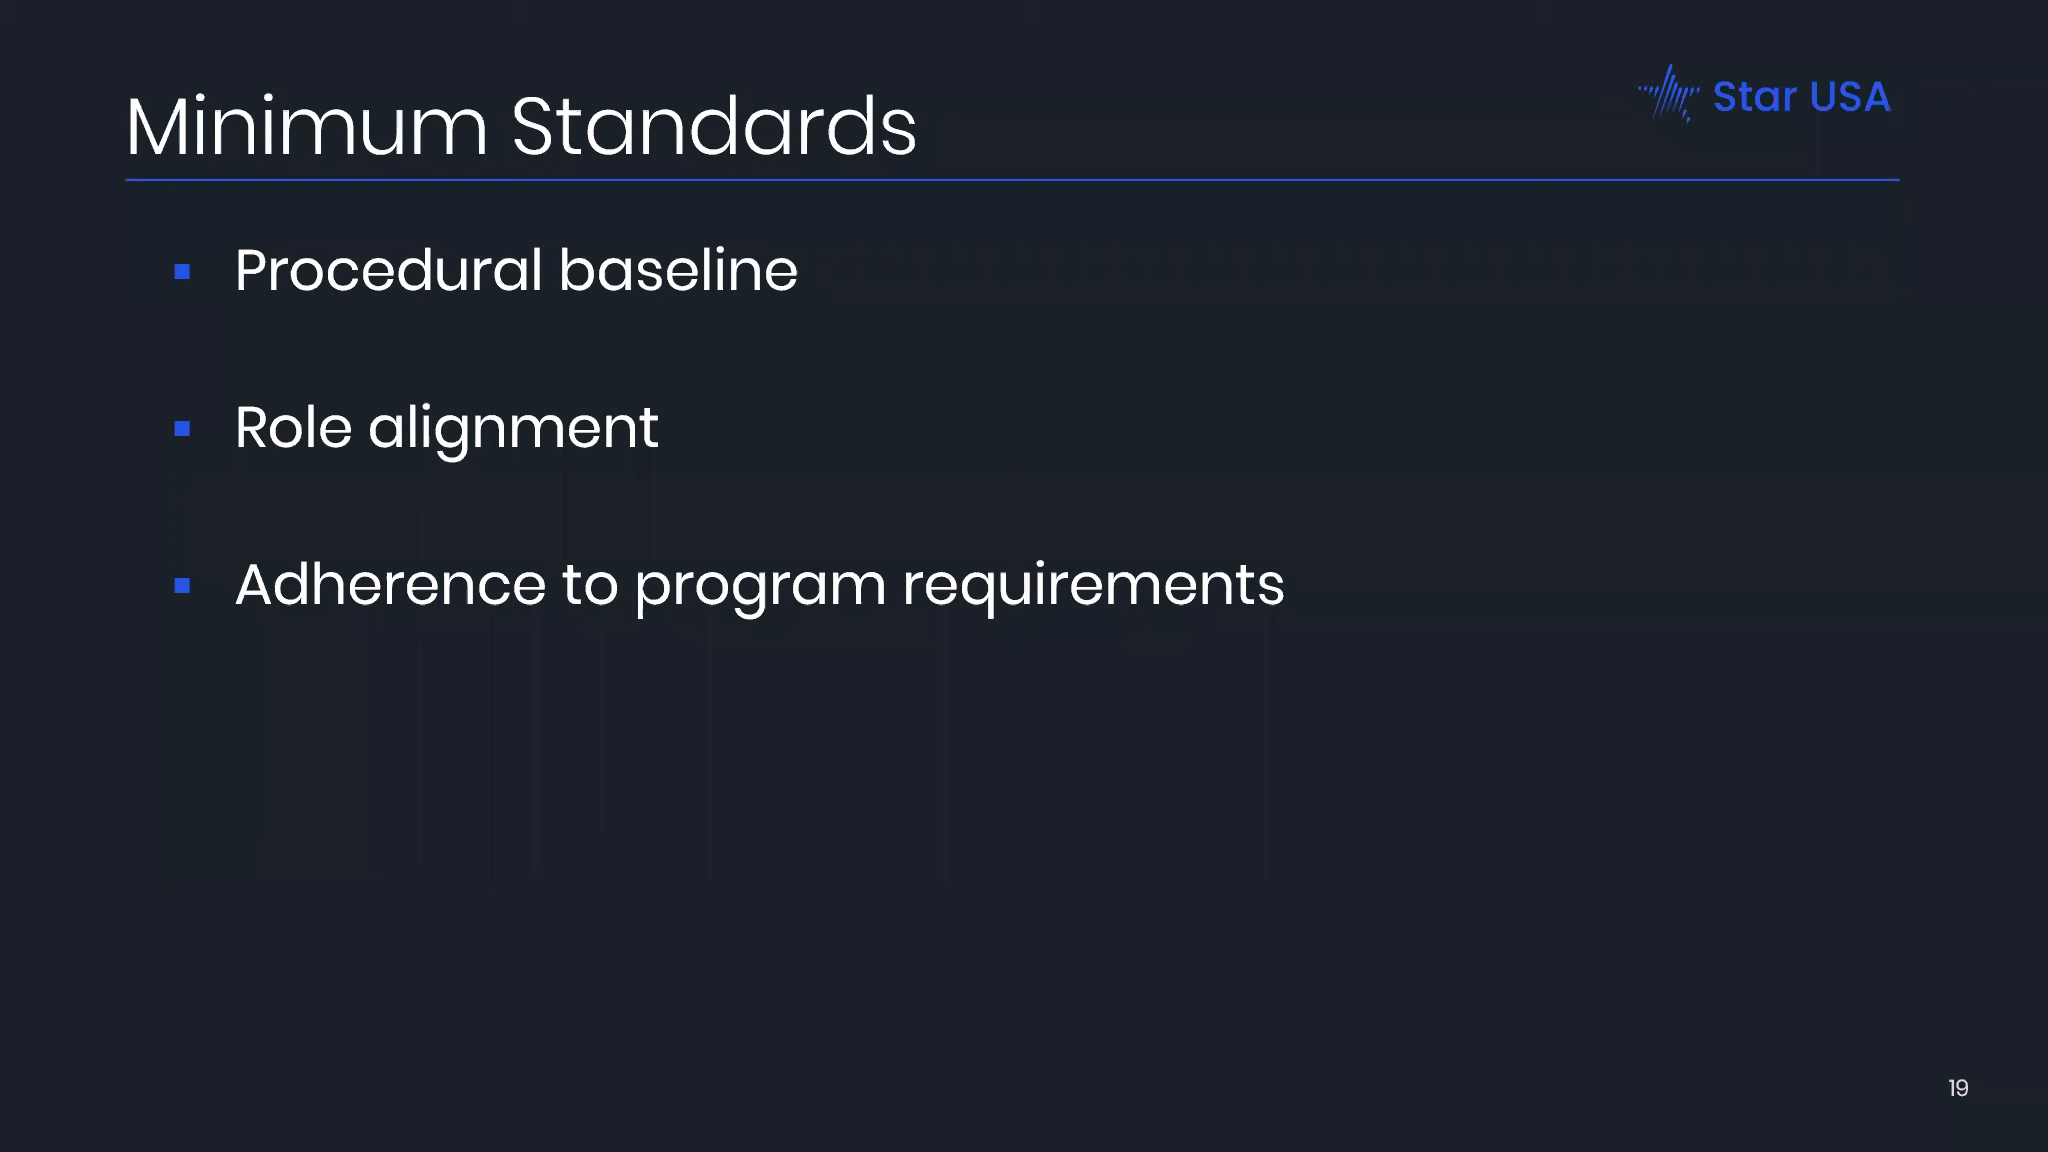 Minimum Standards
Star USA
Procedural baseline
Role alignment
Adherence to program requirements
19